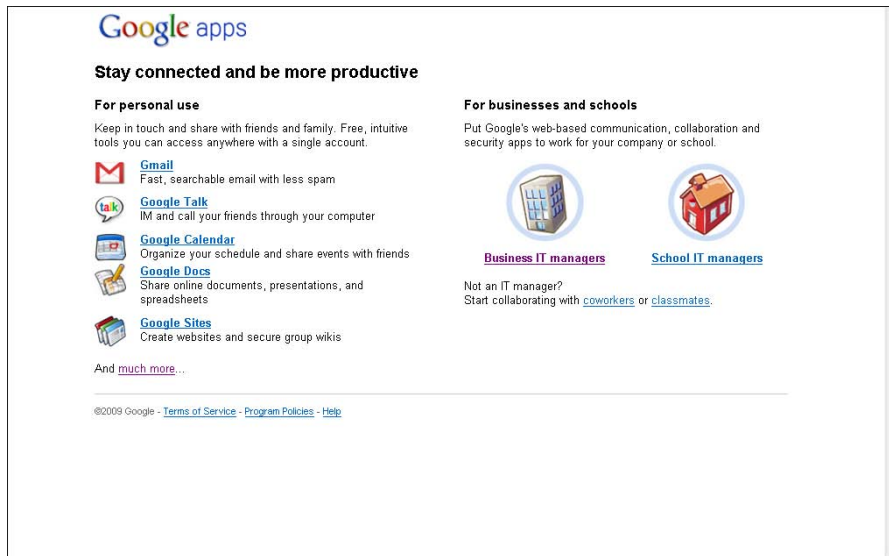 Google apps
Stay connected and be more productive
For personal use
Keep in touch and share with friends and family. Free, intuitive
tools you can access anywhere with a single account.
Gmail
Fast, searchable email with less spam
talk
Google Talk
IM and call your friends through your computer
Google Calendar
Organize your schedule and share events with friends
Google Docs
Share online documents, presentations, and
spreadsheets
Google Sites
Create websites and secure group wikis
And much more...
For businesses and schools
Put Google's web-based communication, collaboration and
security apps to work for your company or school.
Business IT managers
School IT managers
Not an IT manager?
Start collaborating with coworkers or classmates.
©2009 Google - Terms of Service - Program Policies - Help